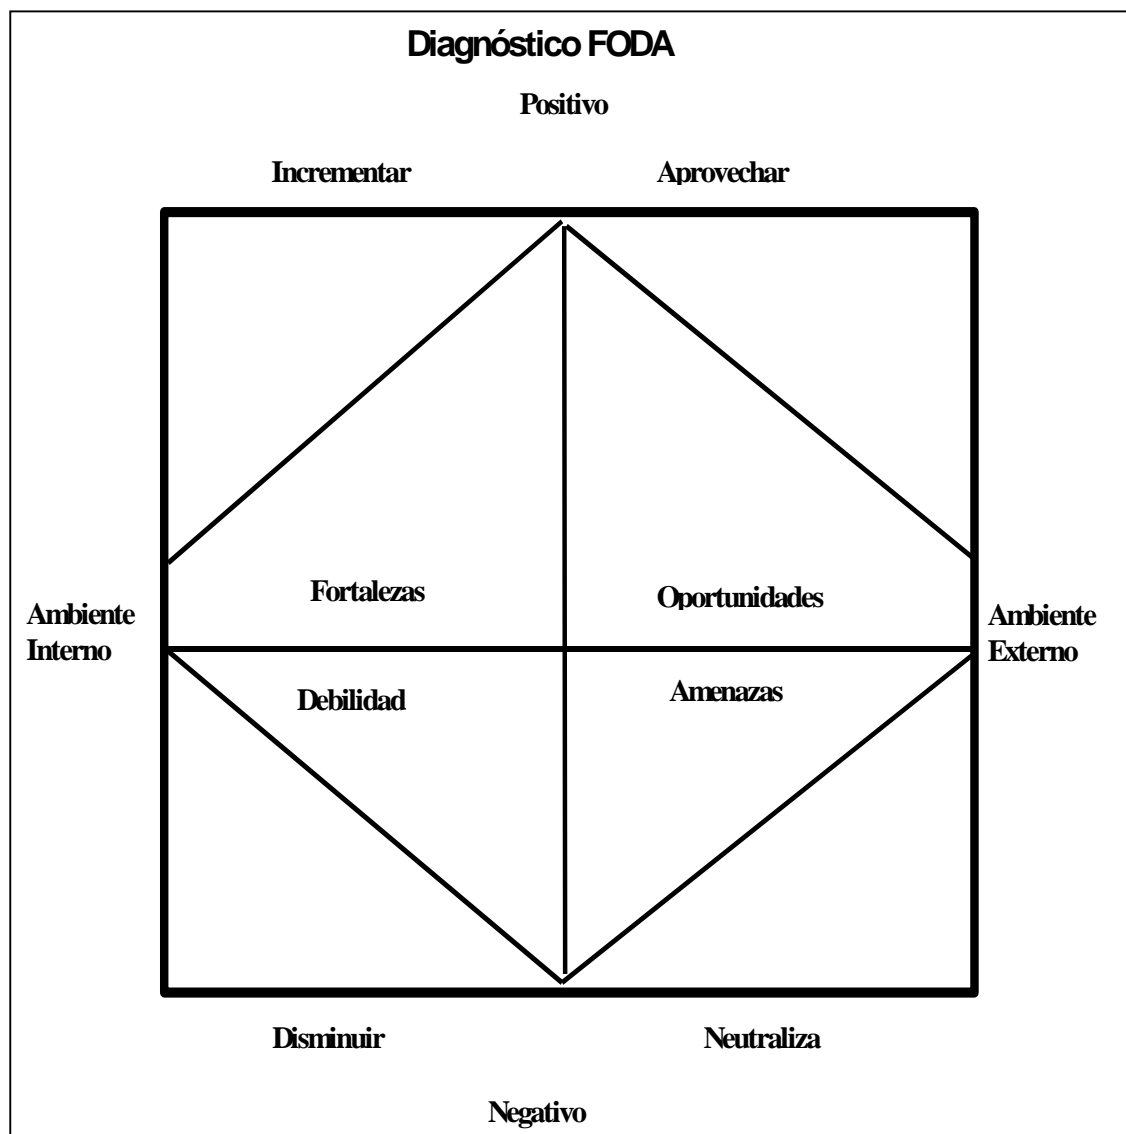 Diagnóstico FODA
Positivo
Incrementar
Aprovechar
Fortalezas
Oportunidades
Ambiente
Interno
Ambiente
Externo
Debilidad
Amenazas
Disminuir
Neutraliza
Negativo